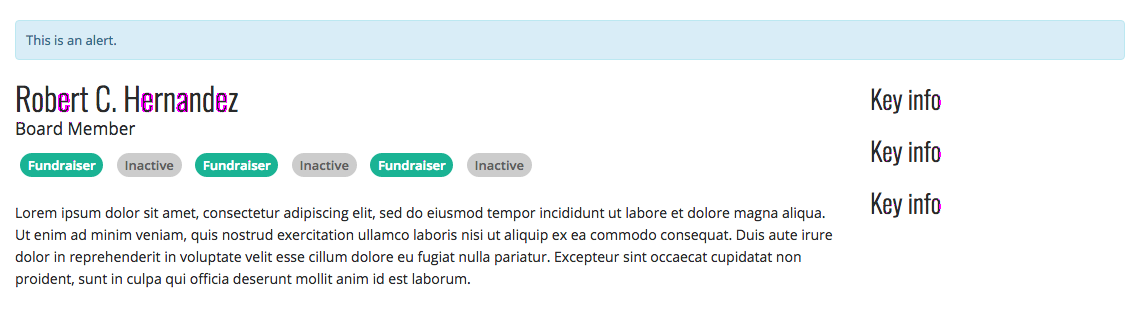 This is an alert.
Robert C. Hernandez
Board Member
Fundraiser Inactive Fundraiser Inactive Fundraiser Inactive
Lorem ipsum dolor sit amet, consectetur adipiscing elit, sed do eiusmod tempor incididunt ut labore et dolore magna aliqua.
Ut enim ad minim veniam, quis nostrud exercitation ullamco laboris nisi ut aliquip ex ea commodo consequat. Duis aute irure
dolor in reprehenderit in voluptate velit esse cillum dolore eu fugiat nulla pariatur. Excepteur sint occaecat cupidatat non
proident, sunt in culpa qui officia deserunt mollit anim id est laborum.
Key info
Key info
Key info